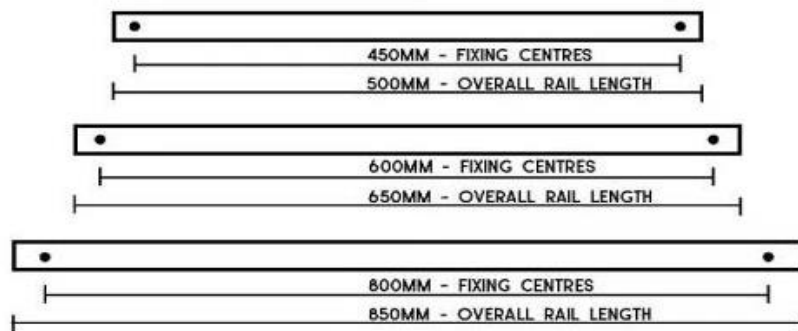 450MM - FIXING CENTRES
500MM - OVERALL RAIL LENGTH
600MM - FIXING CENTRES
650MM - OVERALL RAIL LENGTH
800MM - FIXING CENTRES
850MM - OVERALL RAIL LENGTH